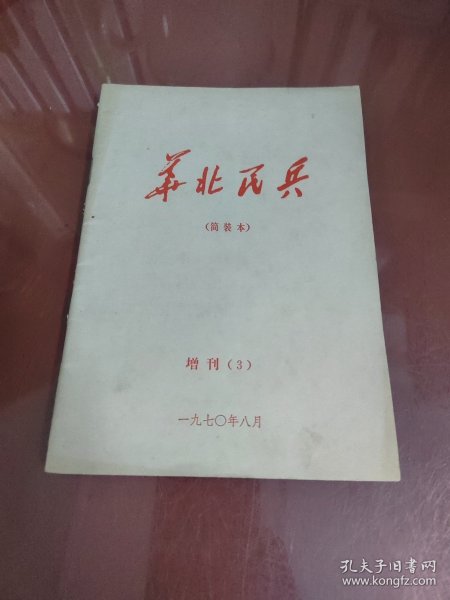 华北民兵
（简装本）
增刊（3）
一九七〇年八月
孔夫子旧书网
www.kongfz.com